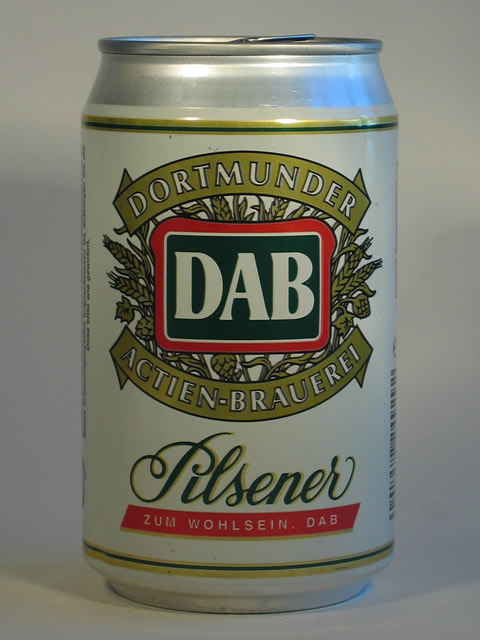 DORTMUNDER
DAB
ACTIEN-BRAUEREI
Pilsener
ZUM WOHLSEIN. DAB